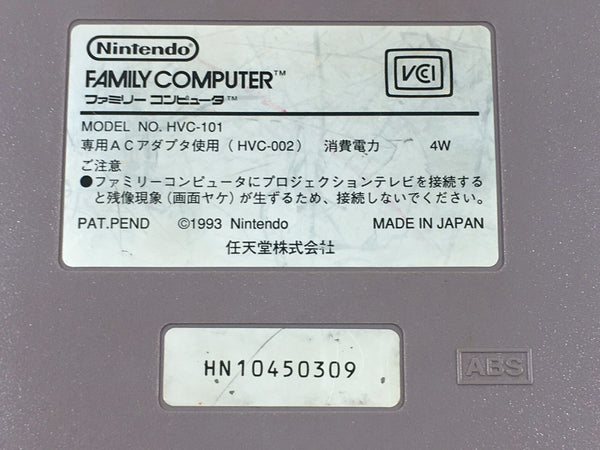 Nintendo
FAMILY COMPUTER™
ファミリー コンピュータ™
VCCI
MODEL NO. HVC-101
専用ACアダプタ使用(HVC-002) 消費電力 4W
ご注意
●ファミリーコンピュータにプロジェクションテレビを接続する
と残像現象(画面ヤケ)が生ずるため、接続しないでください。
PAT.PEND ©1993 Nintendo MADE IN JAPAN
任天堂株式会社
HN10450309
ABS